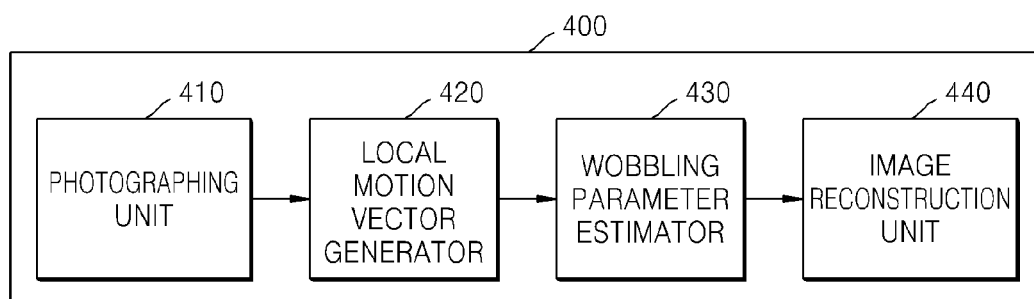 400
410
420
430
440
PHOTOGRAPHING
UNIT
LOCAL
MOTION
VECTOR
GENERATOR
WOBBLING
PARAMETER
ESTIMATOR
IMAGE
RECONSTRUCTION
UNIT